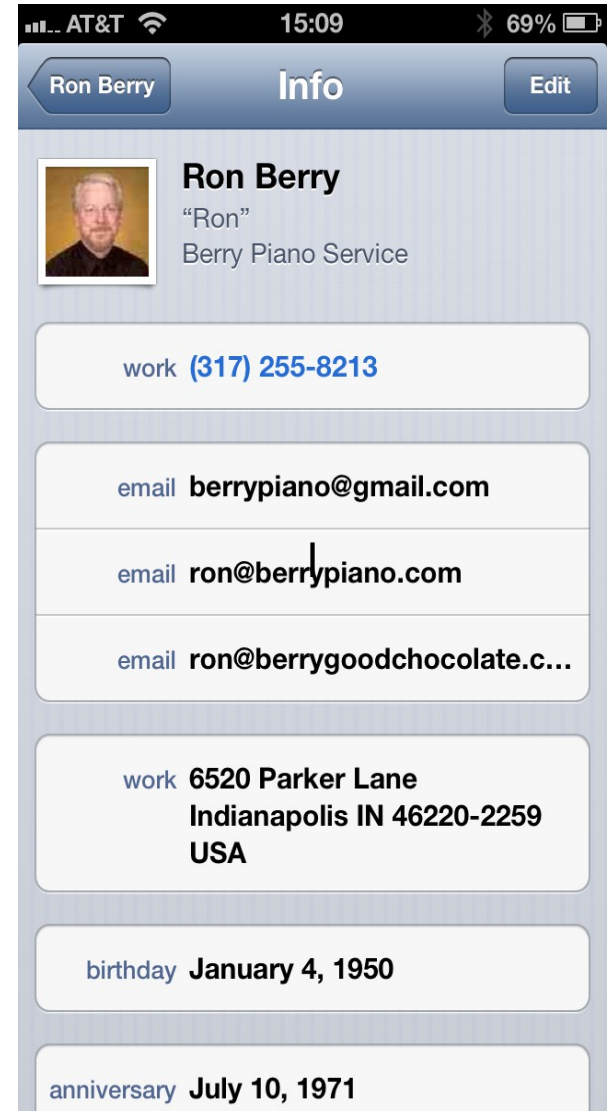 AT&T 15:09 69%
Ron Berry Info Edit
Ron Berry
“Ron”
Berry Piano Service
work (317) 255-8213
email berrypiano@gmail.com
email ron@berrypiano.com
email ron@berrygoodchocolate.c...
work 6520 Parker Lane
Indianapolis IN 46220-2259
USA
birthday January 4, 1950
anniversary July 10, 1971